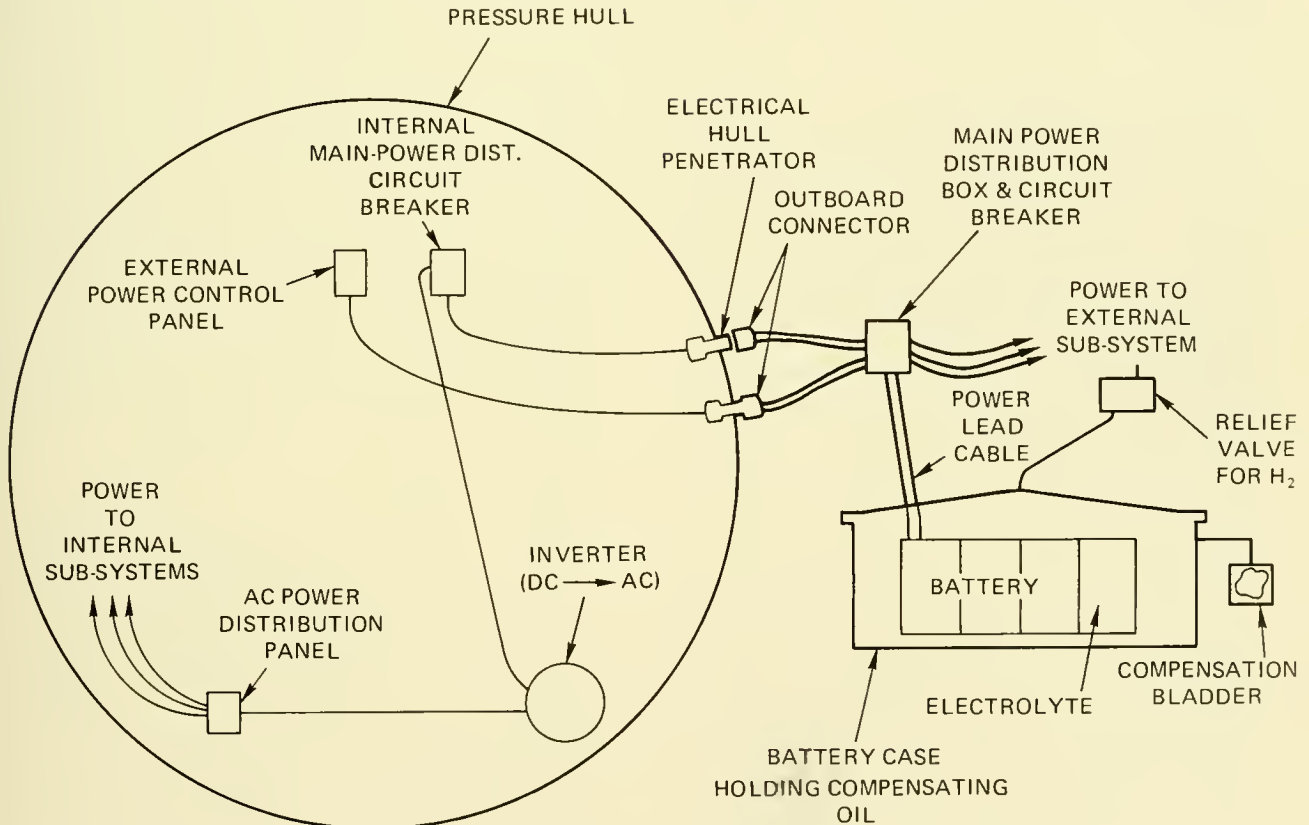 PRESSURE HULL
INTERNAL
MAIN-POWER DIST.
CIRCUIT
BREAKER
ELECTRICAL
HULL
PENETRATOR
OUTBOARD
CONNECTOR
MAIN POWER
DISTRIBUTION
BOX & CIRCUIT
BREAKER
EXTERNAL
POWER CONTROL
PANEL
POWER TO
EXTERNAL
SUB-SYSTEM
POWER
LEAD
CABLE
RELIEF
VALVE
FOR H₂
POWER
TO
INTERNAL
SUB-SYSTEMS
INVERTER
(DC → AC)
AC POWER
DISTRIBUTION
PANEL
BATTERY
ELECTROLYTE
COMPENSATION
BLADDER
BATTERY CASE
HOLDING COMPENSATING
OIL